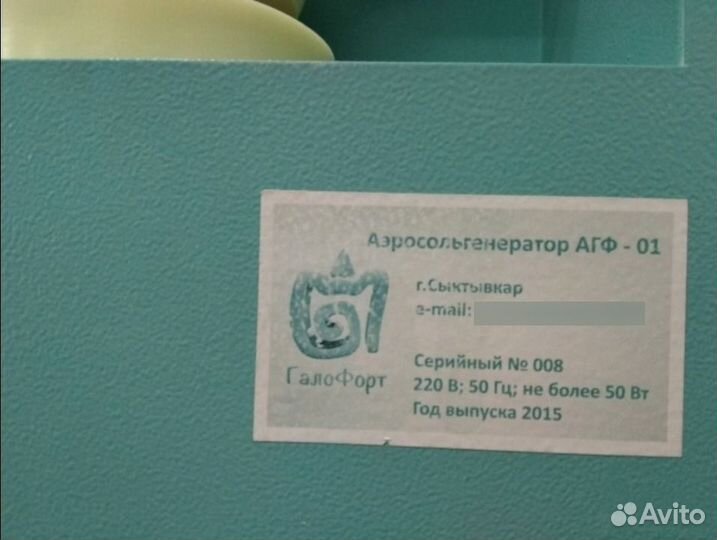 Аэросольгенератор АГФ - 01
г.Сыктывкар
e-mail:
ГалоФорт
Серийный № 008
220 В; 50 Гц; не более 50 Вт
Год выпуска 2015
Avito